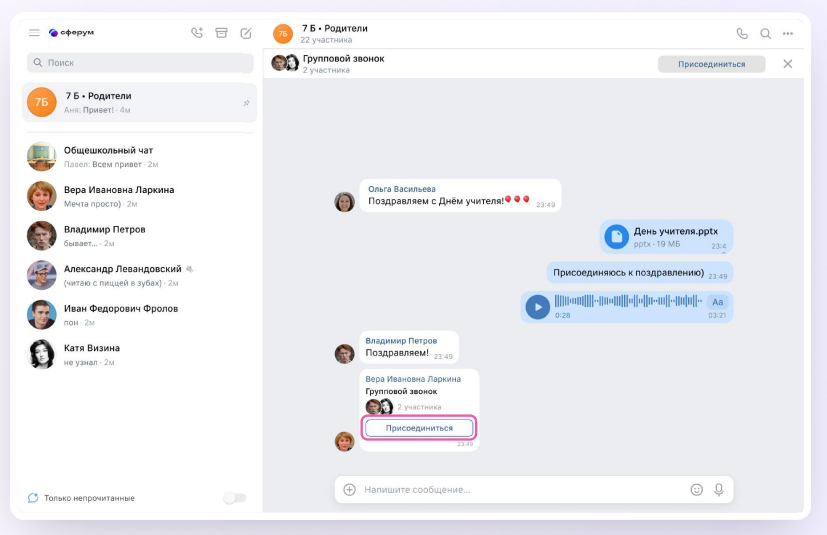 сферум
Поиск
7Б
7 Б • Родители
Аня: Привет! · 4м
Общешкольный чат
Павел: Всем привет · 2м
Вера Ивановна Ларкина
Мечта просто) · 2м
Владимир Петров
бывает... · 2м
Александр Левандовский
(читаю с пиццей в зубах) · 2м
Иван Федорович Фролов
пон · 2м
Катя Визина
не узнал · 2м
Только непрочитанные
7Б
7 Б • Родители
22 участника
Групповой звонок
2 участника
Присоединиться
Ольга Васильева
Поздравляем с Днём учителя!
23:49
День учителя.pptx
pptx · 19 МБ
23:4
Присоединяюсь к поздравлению) 23:49
Aa
0:28
03:21
Владимир Петров
Поздравляем! 23:49
Вера Ивановна Ларкина
Групповой звонок
2 участника
Присоединиться
23:49
Напишите сообщение...